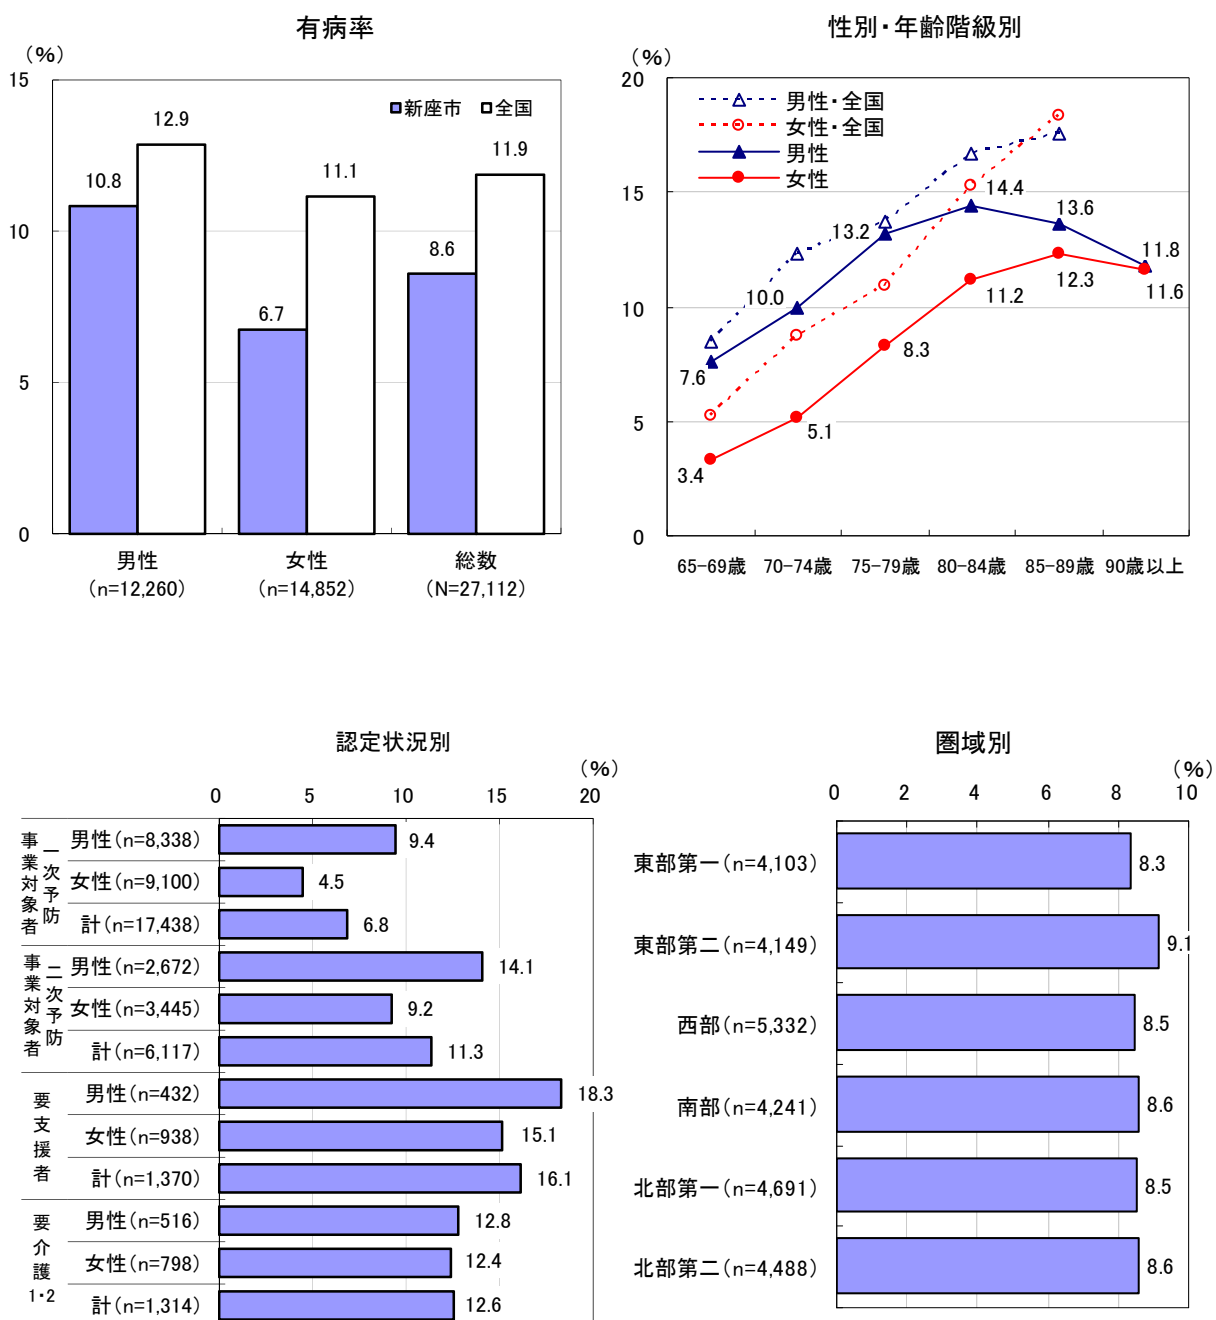 有病率
(%)
15
10
5
0
新座市
全国
10.8
12.9
6.7
11.1
8.6
11.9
男性
女性
総数
(n=12,260)
(n=14,852)
(N=27,112)
性別・年齢階級別
(%)
20
15
10
5
0
男性・全国
女性・全国
男性
女性
7.6
10.0
13.2
14.4
13.6
11.8
3.4
5.1
8.3
11.2
12.3
11.6
65-69歳
70-74歳
75-79歳
80-84歳
85-89歳
90歳以上
認定状況別
(%)
0
5
10
15
20
一次予防
事業対象者
男性(n=8,338)
9.4
女性(n=9,100)
4.5
計(n=17,438)
6.8
二次予防
事業対象者
男性(n=2,672)
14.1
女性(n=3,445)
9.2
計(n=6,117)
11.3
要支援者
男性(n=432)
18.3
女性(n=938)
15.1
計(n=1,370)
16.1
要介護
1・2
男性(n=516)
12.8
女性(n=798)
12.4
計(n=1,314)
12.6
圏域別
(%)
0
2
4
6
8
10
東部第一(n=4,103)
8.3
東部第二(n=4,149)
9.1
西部(n=5,332)
8.5
南部(n=4,241)
8.6
北部第一(n=4,691)
8.5
北部第二(n=4,488)
8.6